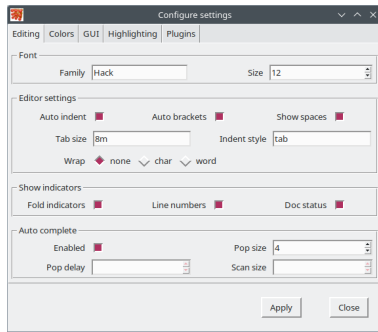 Configure settings
Editing Colors GUI Highlighting Plugins
Font
Family Hack Size 12
Editor settings
Auto indent Auto brackets Show spaces
Tab size 8m Indent style tab
Wrap none char word
Show indicators
Fold indicators Line numbers Doc status
Auto complete
Enabled Pop size 4
Pop delay Scan size
Apply Close